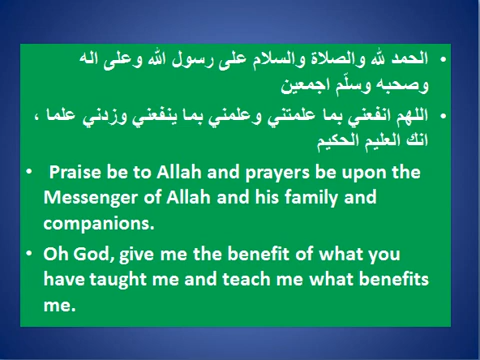 • الحمد لله والصلاة والسلام على رسول الله وعلى اله
وصحبه وسلّم اجمعين
• اللهم انفعني بما علمتني وعلمني بما ينفعني وزدني علما ،
انك العليم الحكيم
• Praise be to Allah and prayers be upon the
Messenger of Allah and his family and
companions.
• Oh God, give me the benefit of what you
have taught me and teach me what benefits
me.